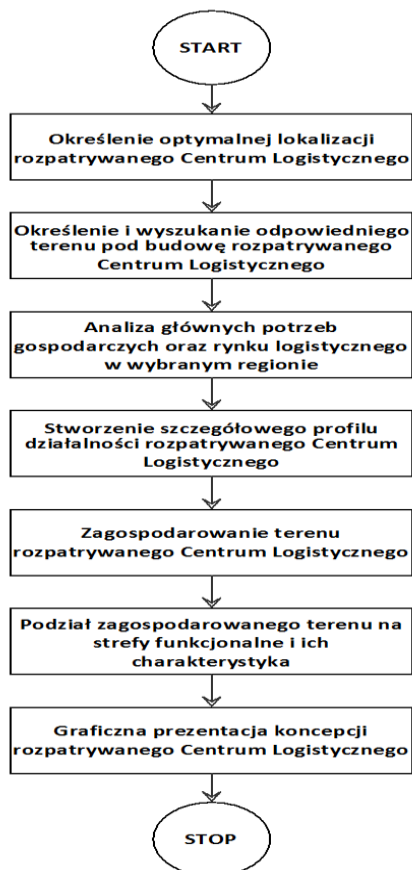 START
Określenie optymalnej lokalizacji
rozpatrywanego Centrum Logistycznego
Określenie i wyszukanie odpowiedniego
terenu pod budowę rozpatrywanego
Centrum Logistycznego
Analiza głównych potrzeb
gospodarczych oraz rynku logistycznego
w wybranym regionie
Stworzenie szczegółowego profilu
działalności rozpatrywanego Centrum
Logistycznego
Zagospodarowanie terenu
rozpatrywanego Centrum Logistycznego
Podział zagospodarowanego terenu na
strefy funkcjonalne i ich
charakterystyka
Graficzna prezentacja koncepcji
rozpatrywanego Centrum Logistycznego
STOP